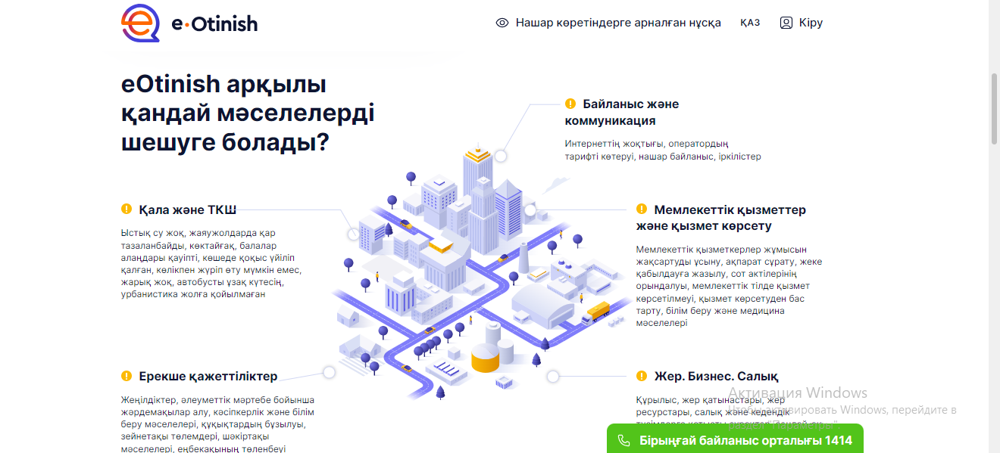 e·Otinish
Нашар көретіндерге арналған нұсқа
ҚАЗ
Кіру
eOtinish арқылы
қандай мәселелерді
шешуге болады?
Байланыс және
коммуникация
Интернеттің жоқтығы, оператордың
тарифті көтеруі, нашар байланыс, іркілістер
Қала және ТКШ
Ыстық су жоқ, жаяужолдарда қар
тазаланбайды, көктайғақ, балалар
алаңдары қауіпті, көшеде қоқыс үйіліп
қалған, көлікпен жүріп өту мүмкін емес,
жарық жоқ, автобусты ұзақ күтесің,
урбанистика жолға қойылмаған
Мемлекеттік қызметтер
және қызмет көрсету
Мемлекеттік қызметкерлер жұмысын
жақсартуды ұсыну, ақпарат сұрату, жеке
қабылдауға жазылу, сот актілерінің
орындалуы, мемлекеттік тілде қызмет
көрсетілмеуі, қызмет көрсетуден бас
тарту, білім беру және медицина
мәселелері
Ерекше қажеттіліктер
Жеңілдіктер, әлеуметтік мәртебе бойынша
жәрдемақылар алу, кәсіпкерлік және білім
беру мәселелері, құқықтардың бұзылуы,
зейнетақы төлемдері, шәкіртақы
мәселелері, еңбекақының төленбеуі
Жер. Бизнес. Салық
Құрылыс, жер қатынастары, жер
ресурстары, салық және кедендік
Активация Windows
Чтобы активировать Windows, перейдите в
раздел "Параметры".
Бірыңғай байланыс орталығы 1414